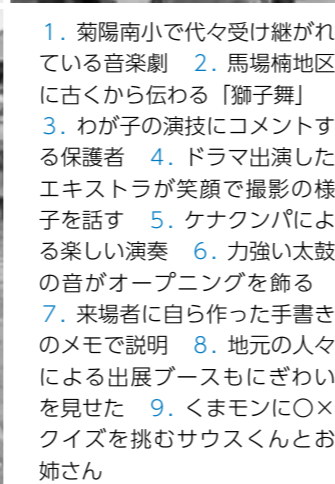 1. 菊陽南小で代々受け継がれ
ている音楽劇　2. 馬場楠地区
に古くから伝わる「獅子舞」
3. わが子の演技にコメントす
る保護者　4. ドラマ出演した
エキストラが笑顔で撮影の様
子を話す　5. ケナクンパによ
る楽しい演奏　6. 力強い太鼓
の音がオープニングを飾る
7. 来場者に自ら作った手書き
のメモで説明　8. 地元の人々
による出展ブースもにぎわい
を見せた　9. くまモンに〇×
クイズを挑むサウスくんとお
姉さん